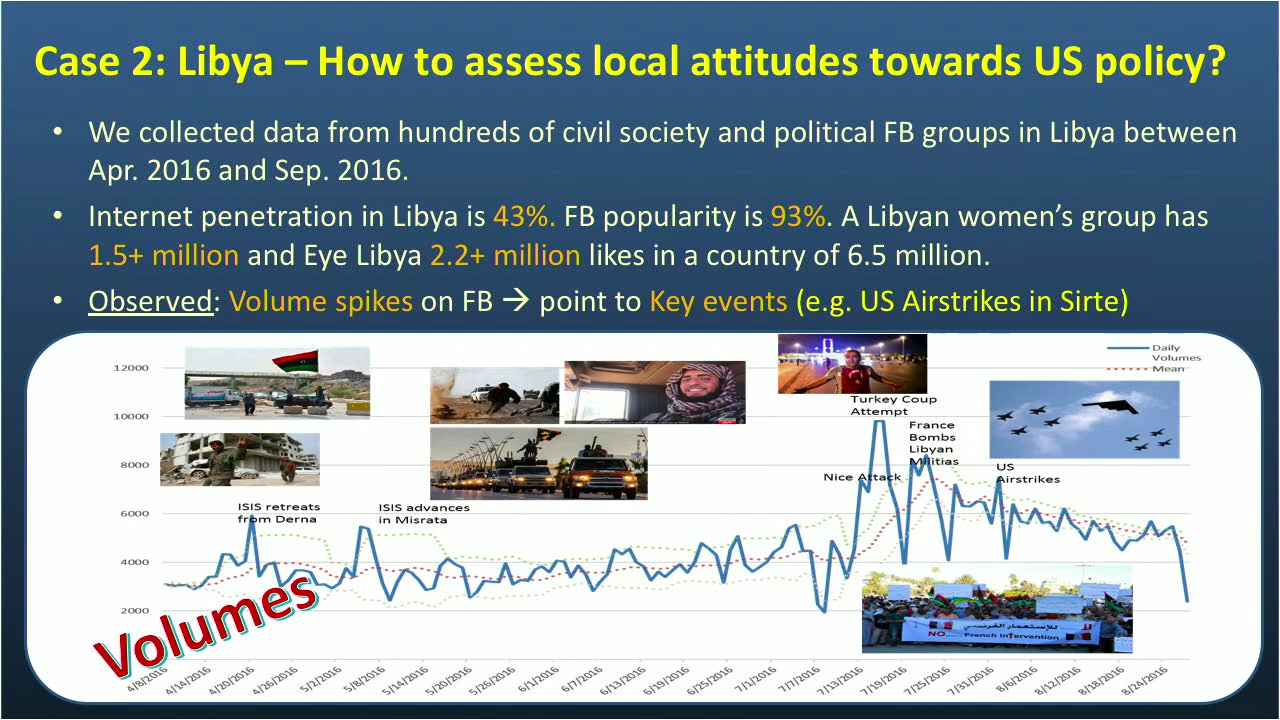 Case 2: Libya – How to assess local attitudes towards US policy?
• We collected data from hundreds of civil society and political FB groups in Libya between
Apr. 2016 and Sep. 2016.
• Internet penetration in Libya is 43%. FB popularity is 93%. A Libyan women’s group has
1.5+ million and Eye Libya 2.2+ million likes in a country of 6.5 million.
• Observed: Volume spikes on FB → point to Key events (e.g. US Airstrikes in Sirte)
Daily
Volumes
Mean
12000
10000
8000
6000
4000
2000
Turkey Coup
Attempt
France
Bombs
Libyan
Militias
Nice Attack
US
Airstrikes
ISIS retreats
from Derna
ISIS advances
in Misrata
Volumes
للإستعمار الفرنسي
NO...... French intervention
4/8/2016
4/14/2016
4/20/2016
4/26/2016
5/2/2016
5/8/2016
5/14/2016
5/20/2016
5/26/2016
6/1/2016
6/7/2016
6/13/2016
6/19/2016
6/25/2016
7/1/2016
7/7/2016
7/13/2016
7/19/2016
7/25/2016
7/31/2016
8/6/2016
8/12/2016
8/18/2016
8/24/2016